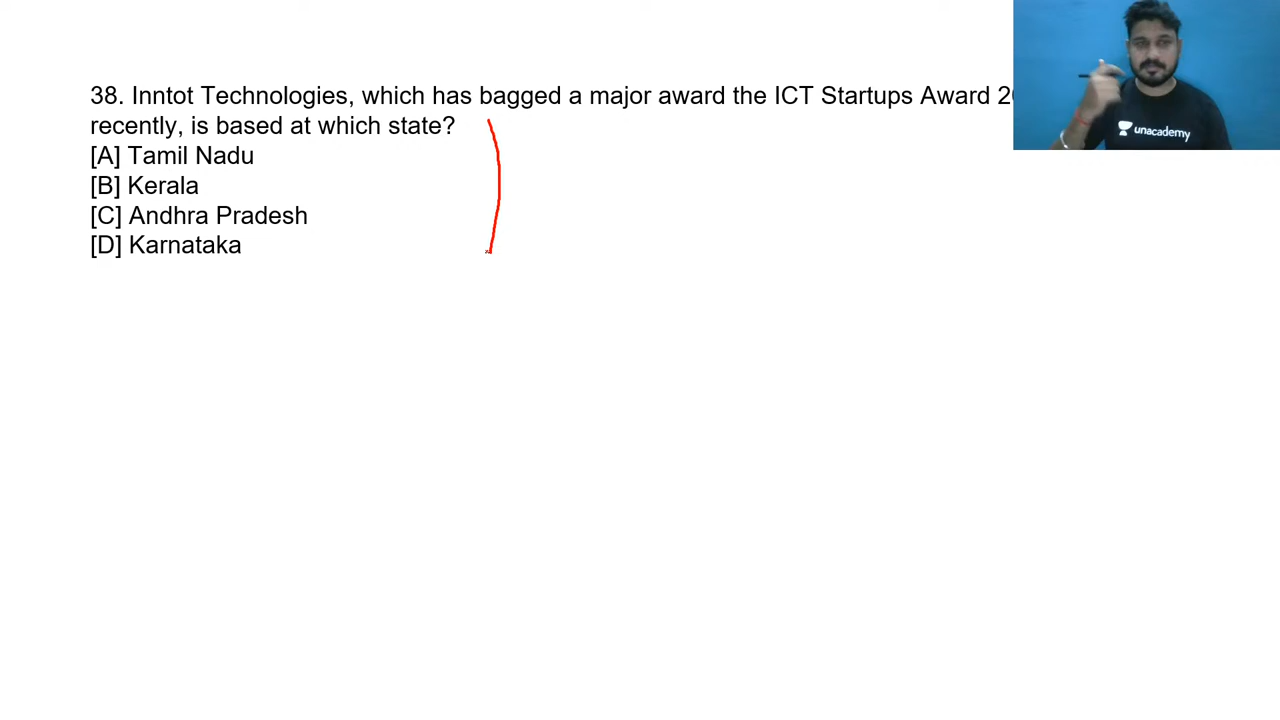 38. Inntot Technologies, which has bagged a major award the ICT Startups Award
recently, is based at which state?
[A] Tamil Nadu
[B] Kerala
[C] Andhra Pradesh
[D] Karnataka
unacademy